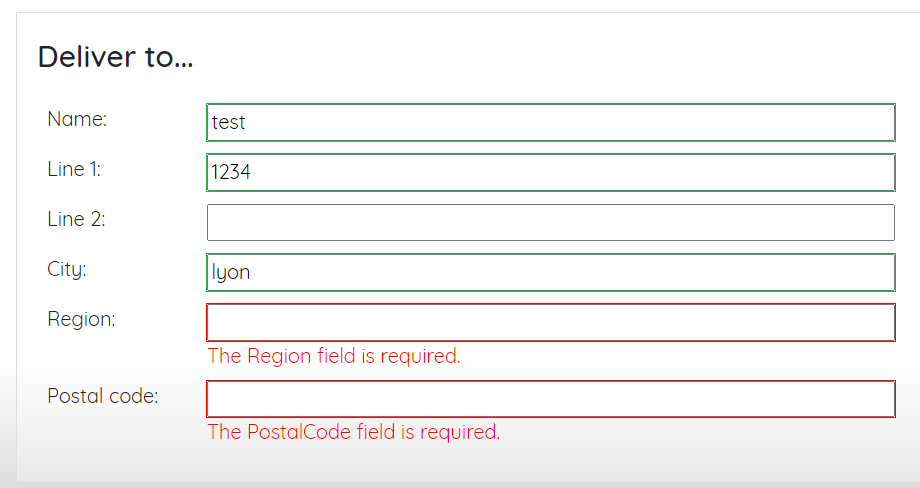 Deliver to...
Name: test
Line 1: 1234
Line 2:
City: lyon
Region:
The Region field is required.
Postal code:
The PostalCode field is required.